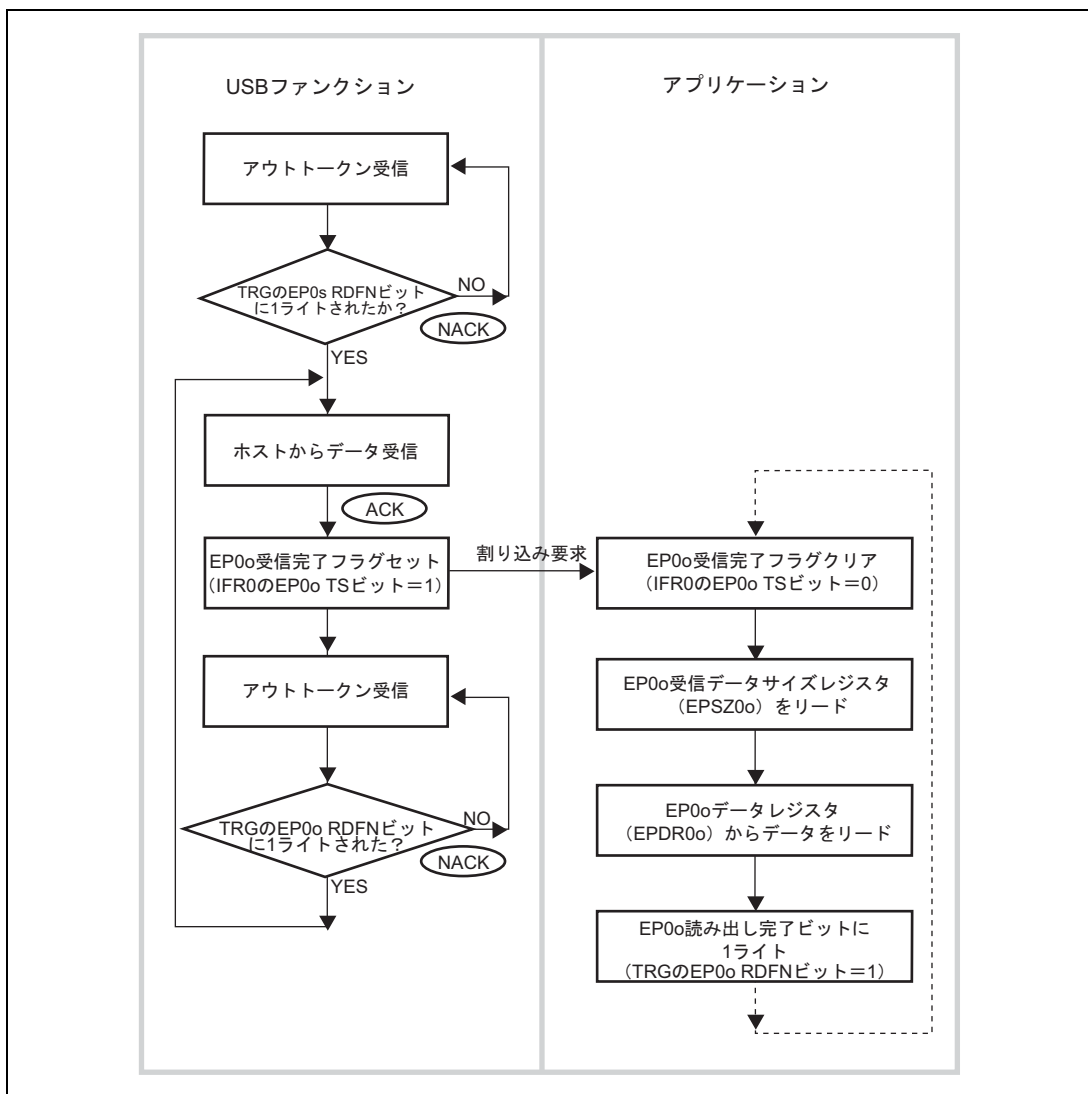 USBファンクション
アウトトークン受信
TRGのEP0s RDFNビット
に1ライトされたか？
NO
NACK
YES
ホストからデータ受信
ACK
EP0o受信完了フラグセット
（IFR0のEP0o TSビット＝1）
割り込み要求
アウトトークン受信
TRGのEP0o RDFNビット
に1ライトされた？
NO
NACK
YES
アプリケーション
EP0o受信完了フラグクリア
（IFR0のEP0o TSビット＝0）
EP0o受信データサイズレジスタ
（EPSZ0o）をリード
EP0oデータレジスタ
（EPDR0o）からデータをリード
EP0o読み出し完了ビットに
1ライト
（TRGのEP0o RDFNビット＝1）